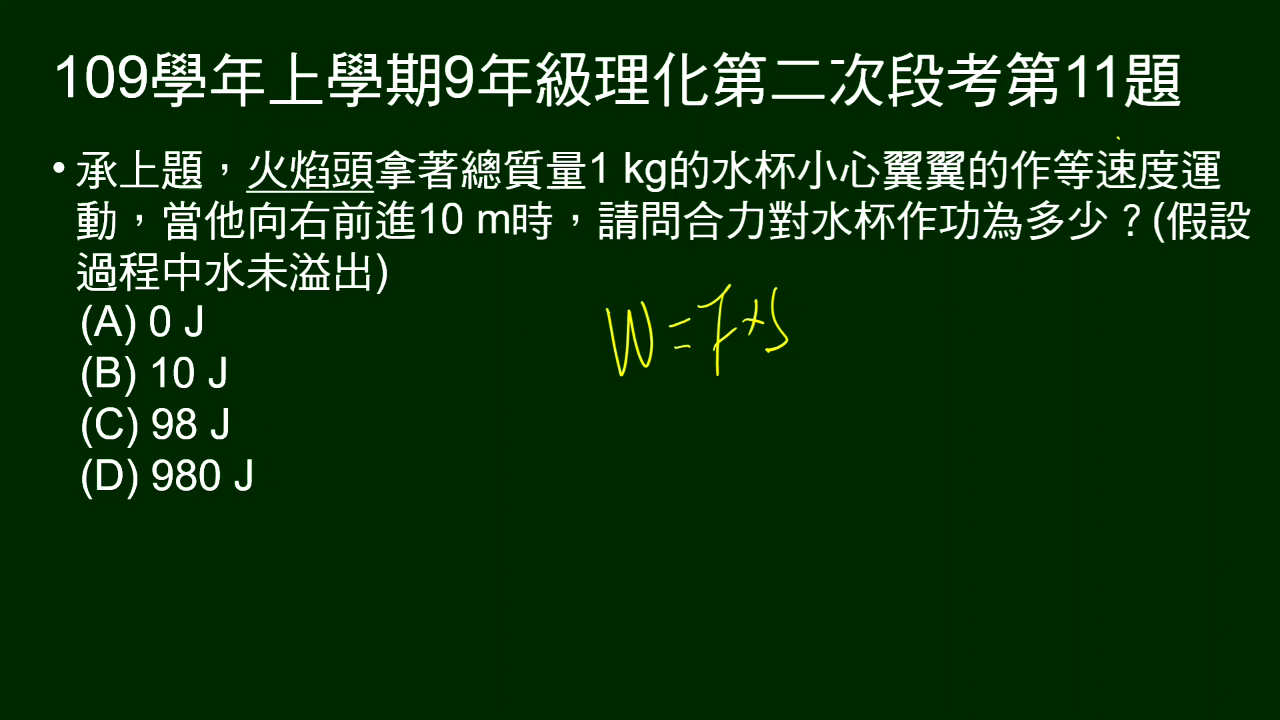 109學年上學期9年級理化第二次段考第11題
• 承上題，火焰頭拿著總質量1 kg的水杯小心翼翼的作等速度運
動，當他向右前進10 m時，請問合力對水杯作功為多少？(假設
過程中水未溢出)
(A) 0 J
W=F×S
(B) 10 J
(C) 98 J
(D) 980 J